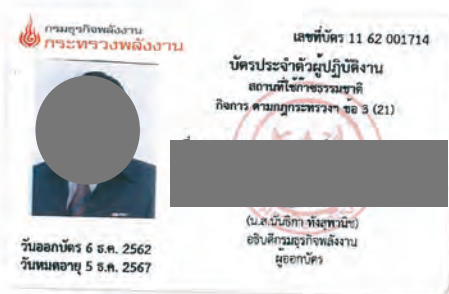 กรมธุรกิจพลังงาน
กระทรวงพลังงาน
เลขที่บัตร 11 62 001714
บัตรประจำตัวผู้ปฏิบัติงาน
สถานที่ใช้ก๊าซธรรมชาติ
กิจการ ตามกฎกระทรวงฯ ข้อ 3 (21)
(น.ส.นันธิกา ทังสุพานิช)
อธิบดีกรมธุรกิจพลังงาน
ผู้ออกบัตร
วันออกบัตร 6 ธ.ค. 2562
วันหมดอายุ 5 ธ.ค. 2567